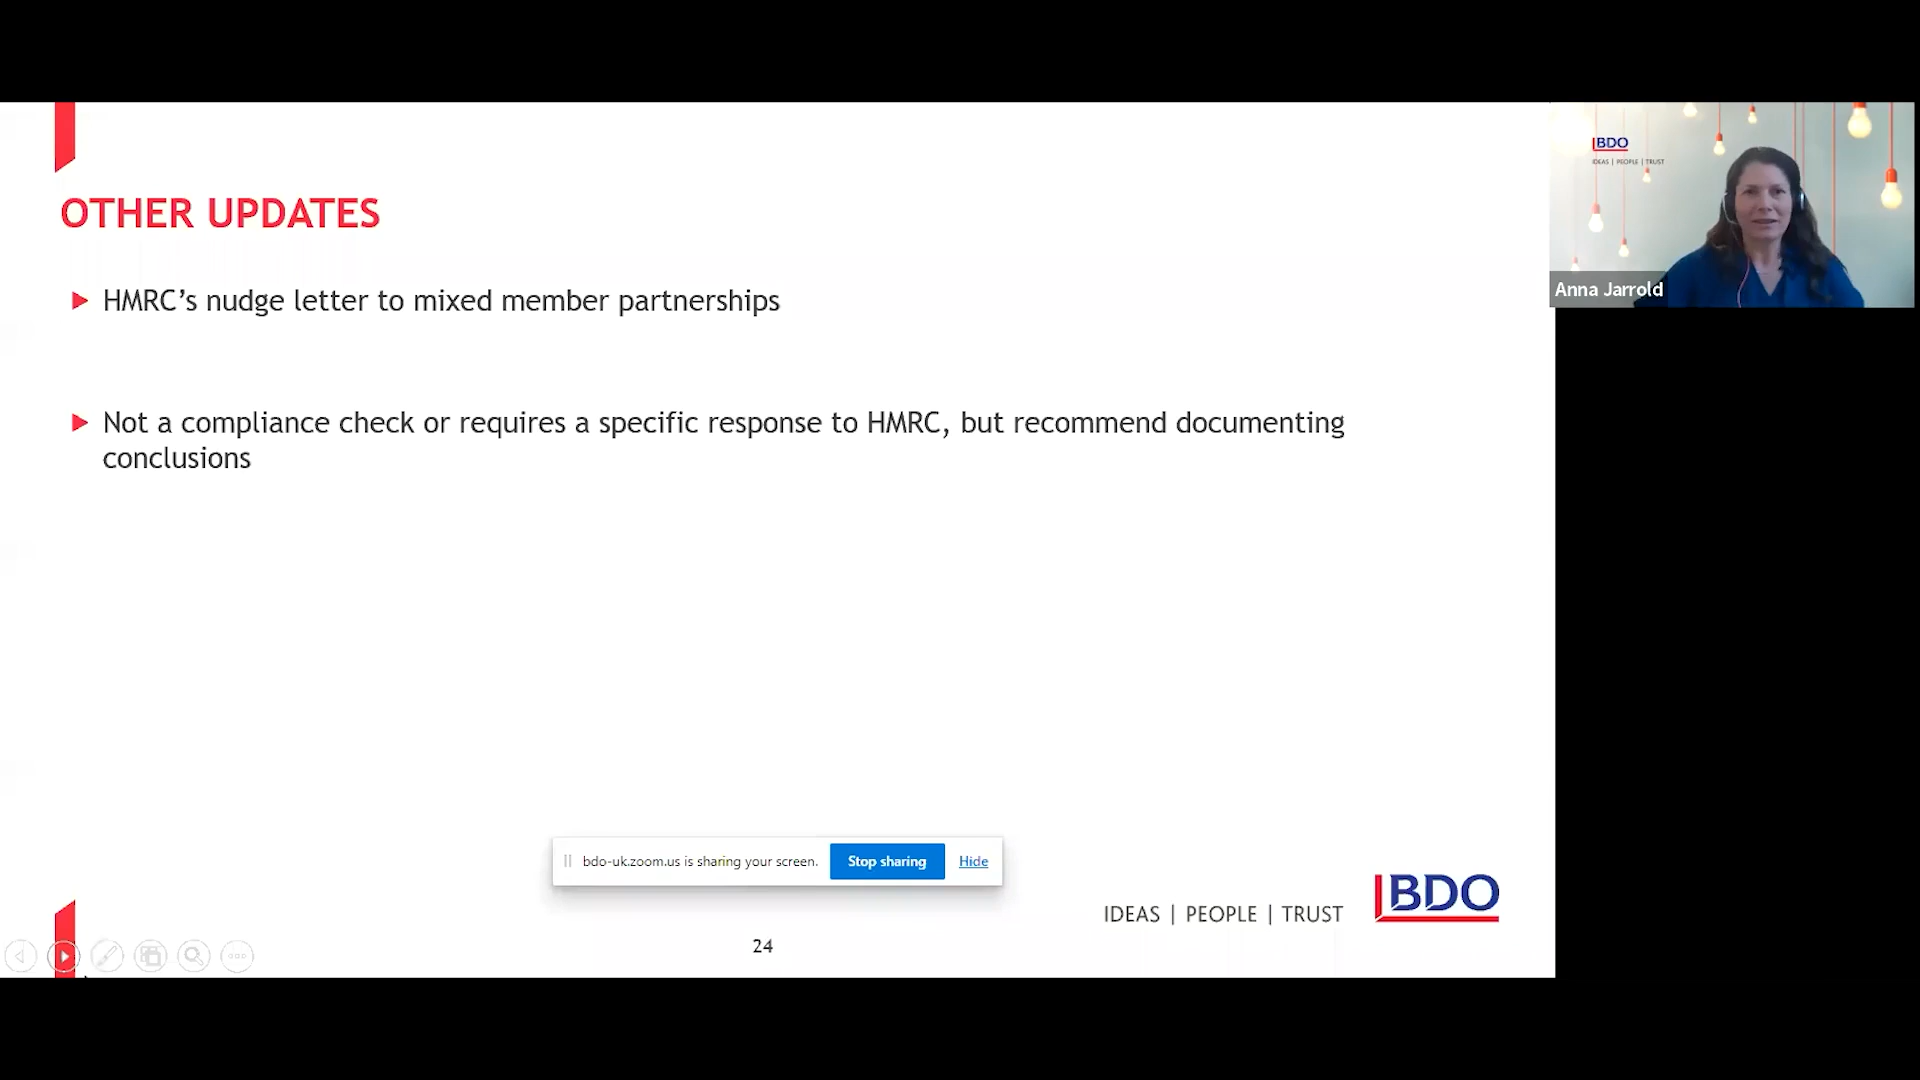 OTHER UPDATES
HMRC’s nudge letter to mixed member partnerships
Not a compliance check or requires a specific response to HMRC, but recommend documenting
conclusions
BDO
IDEAS | PEOPLE | TRUST
Anna Jarrold
bdo-uk.zoom.us is sharing your screen.
Stop sharing
Hide
IDEAS | PEOPLE | TRUST
BDO
24